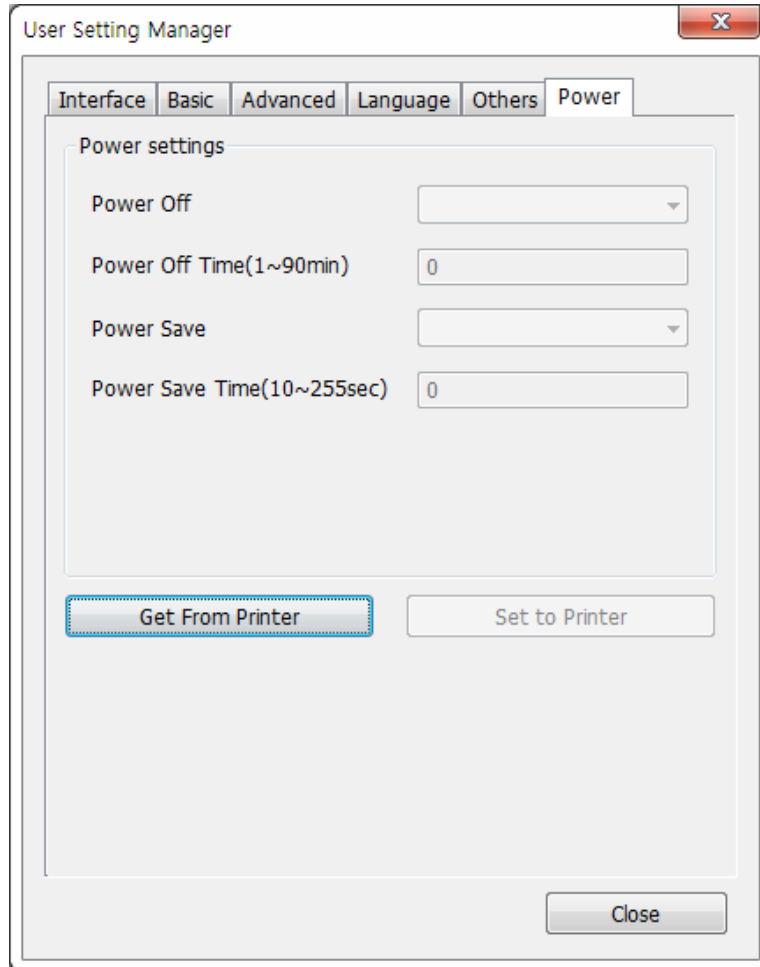 User Setting Manager
Interface Basic Advanced Language Others Power
Power settings
Power Off
Power Off Time(1~90min) 0
Power Save
Power Save Time(10~255sec) 0
Get From Printer Set to Printer
Close